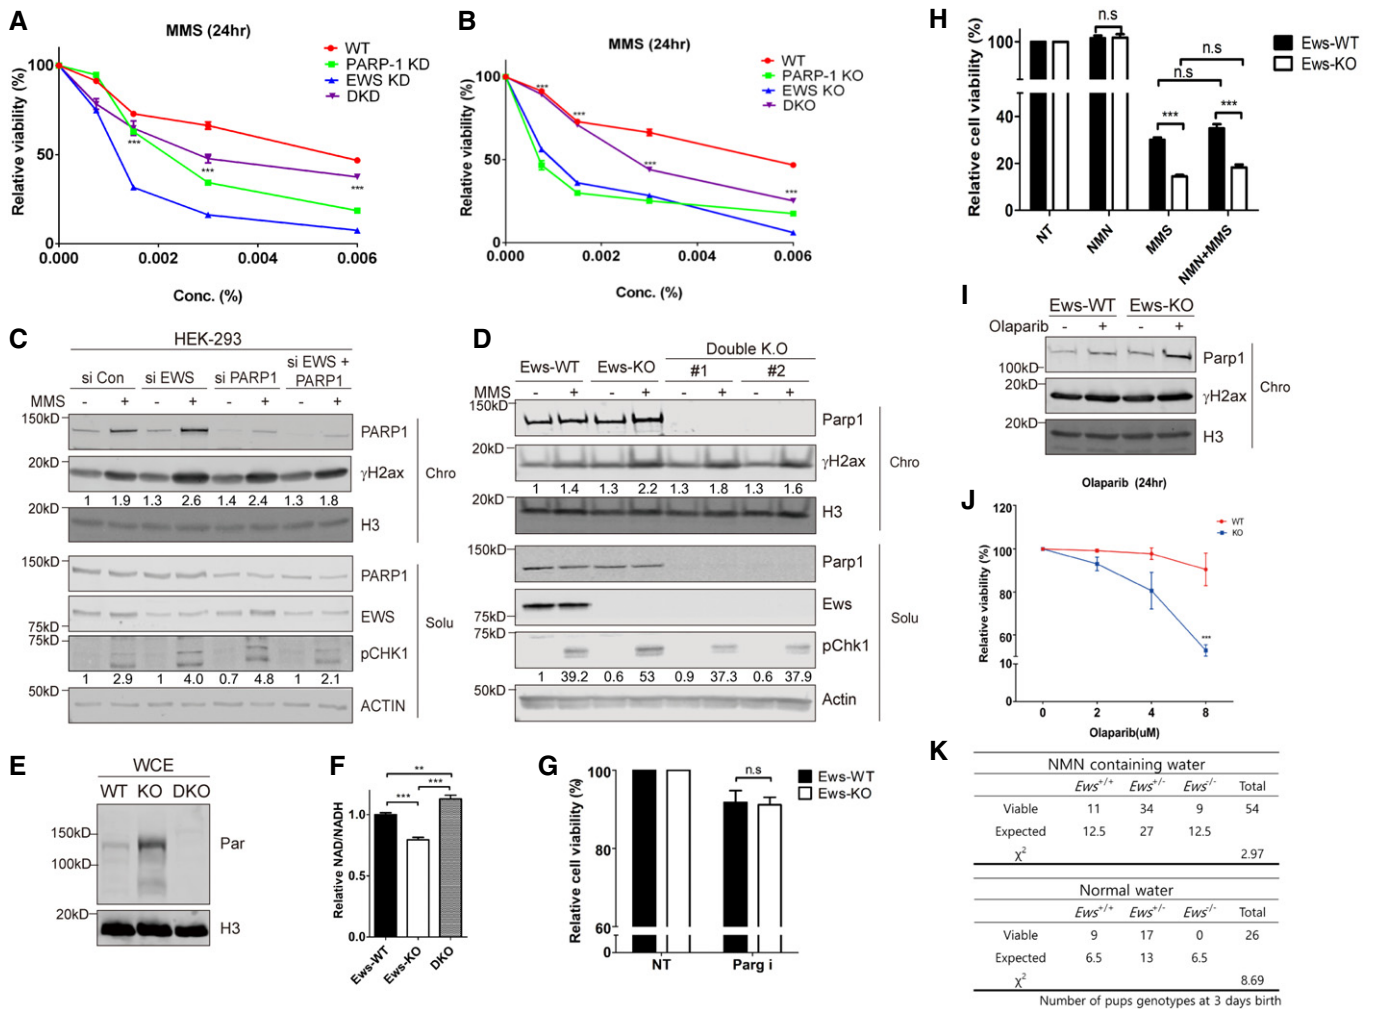 A
MMS (24hr)
WT
PARP-1 KD
EWS KD
DKD
Relative viability (%)
100
50
0
0.000 0.002 0.004 0.006
*** *** ***
Conc. (%)
B
MMS (24hr)
WT
PARP-1 KO
EWS KO
DKO
Relative viability (%)
100
50
0
0.000 0.002 0.004 0.006
*** *** *** ***
Conc. (%)
H
Relative cell viability (%)
100
40
20
0
n.s
n.s
n.s
*** ***
Ews-WT
Ews-KO
NT NMN MMS NMN+MMS
C
HEK-293
si Con si EWS si PARP1 si EWS +
PARP1
MMS - + - + - + - +
150kD PARP1
20kD γH2ax
1 1.9 1.3 2.6 1.4 2.4 1.3 1.8
20kD H3
Chro
150kD PARP1
EWS
75kD
75kD pCHK1
1 2.9 1 4.0 0.7 4.8 1 2.1
50kD ACTIN
Solu
D
Double K.O
Ews-WT Ews-KO #1 #2
MMS - + - + - + - +
150kD Parp1
20kD γH2ax
1 1.4 1.3 2.2 1.3 1.8 1.3 1.6
20kD H3
Chro
150kD Parp1
Ews
75kD
75kD pChk1
1 39.2 0.6 53 0.9 37.3 0.6 37.9
50kD Actin
Solu
I
Ews-WT Ews-KO
Olaparib - + - +
Parp1
100kD
20kD γH2ax
20kD H3
Chro
J
Olaparib (24hr)
WT
KO
Relative viability (%)
120
100
80
60
10
0
***
0 2 4 8
Olaparib(uM)
E
WCE
WT KO DKO
150kD Par
100kD
20kD H3
F
Relative NAD/NADH
1.0
0.5
0.0
**
*** ***
Ews-WT Ews-KO DKO
G
Relative cell viability (%)
100
80
60
0
n.s
Ews-WT
Ews-KO
NT Parg i
K
NMN containing water
Ews+/+ Ews+/- Ews-/- Total
Viable 11 34 9 54
Expected 12.5 27 12.5
χ2 2.97
Normal water
Ews+/+ Ews+/- Ews-/- Total
Viable 9 17 0 26
Expected 6.5 13 6.5
χ2 8.69
Number of pups genotypes at 3 days birth